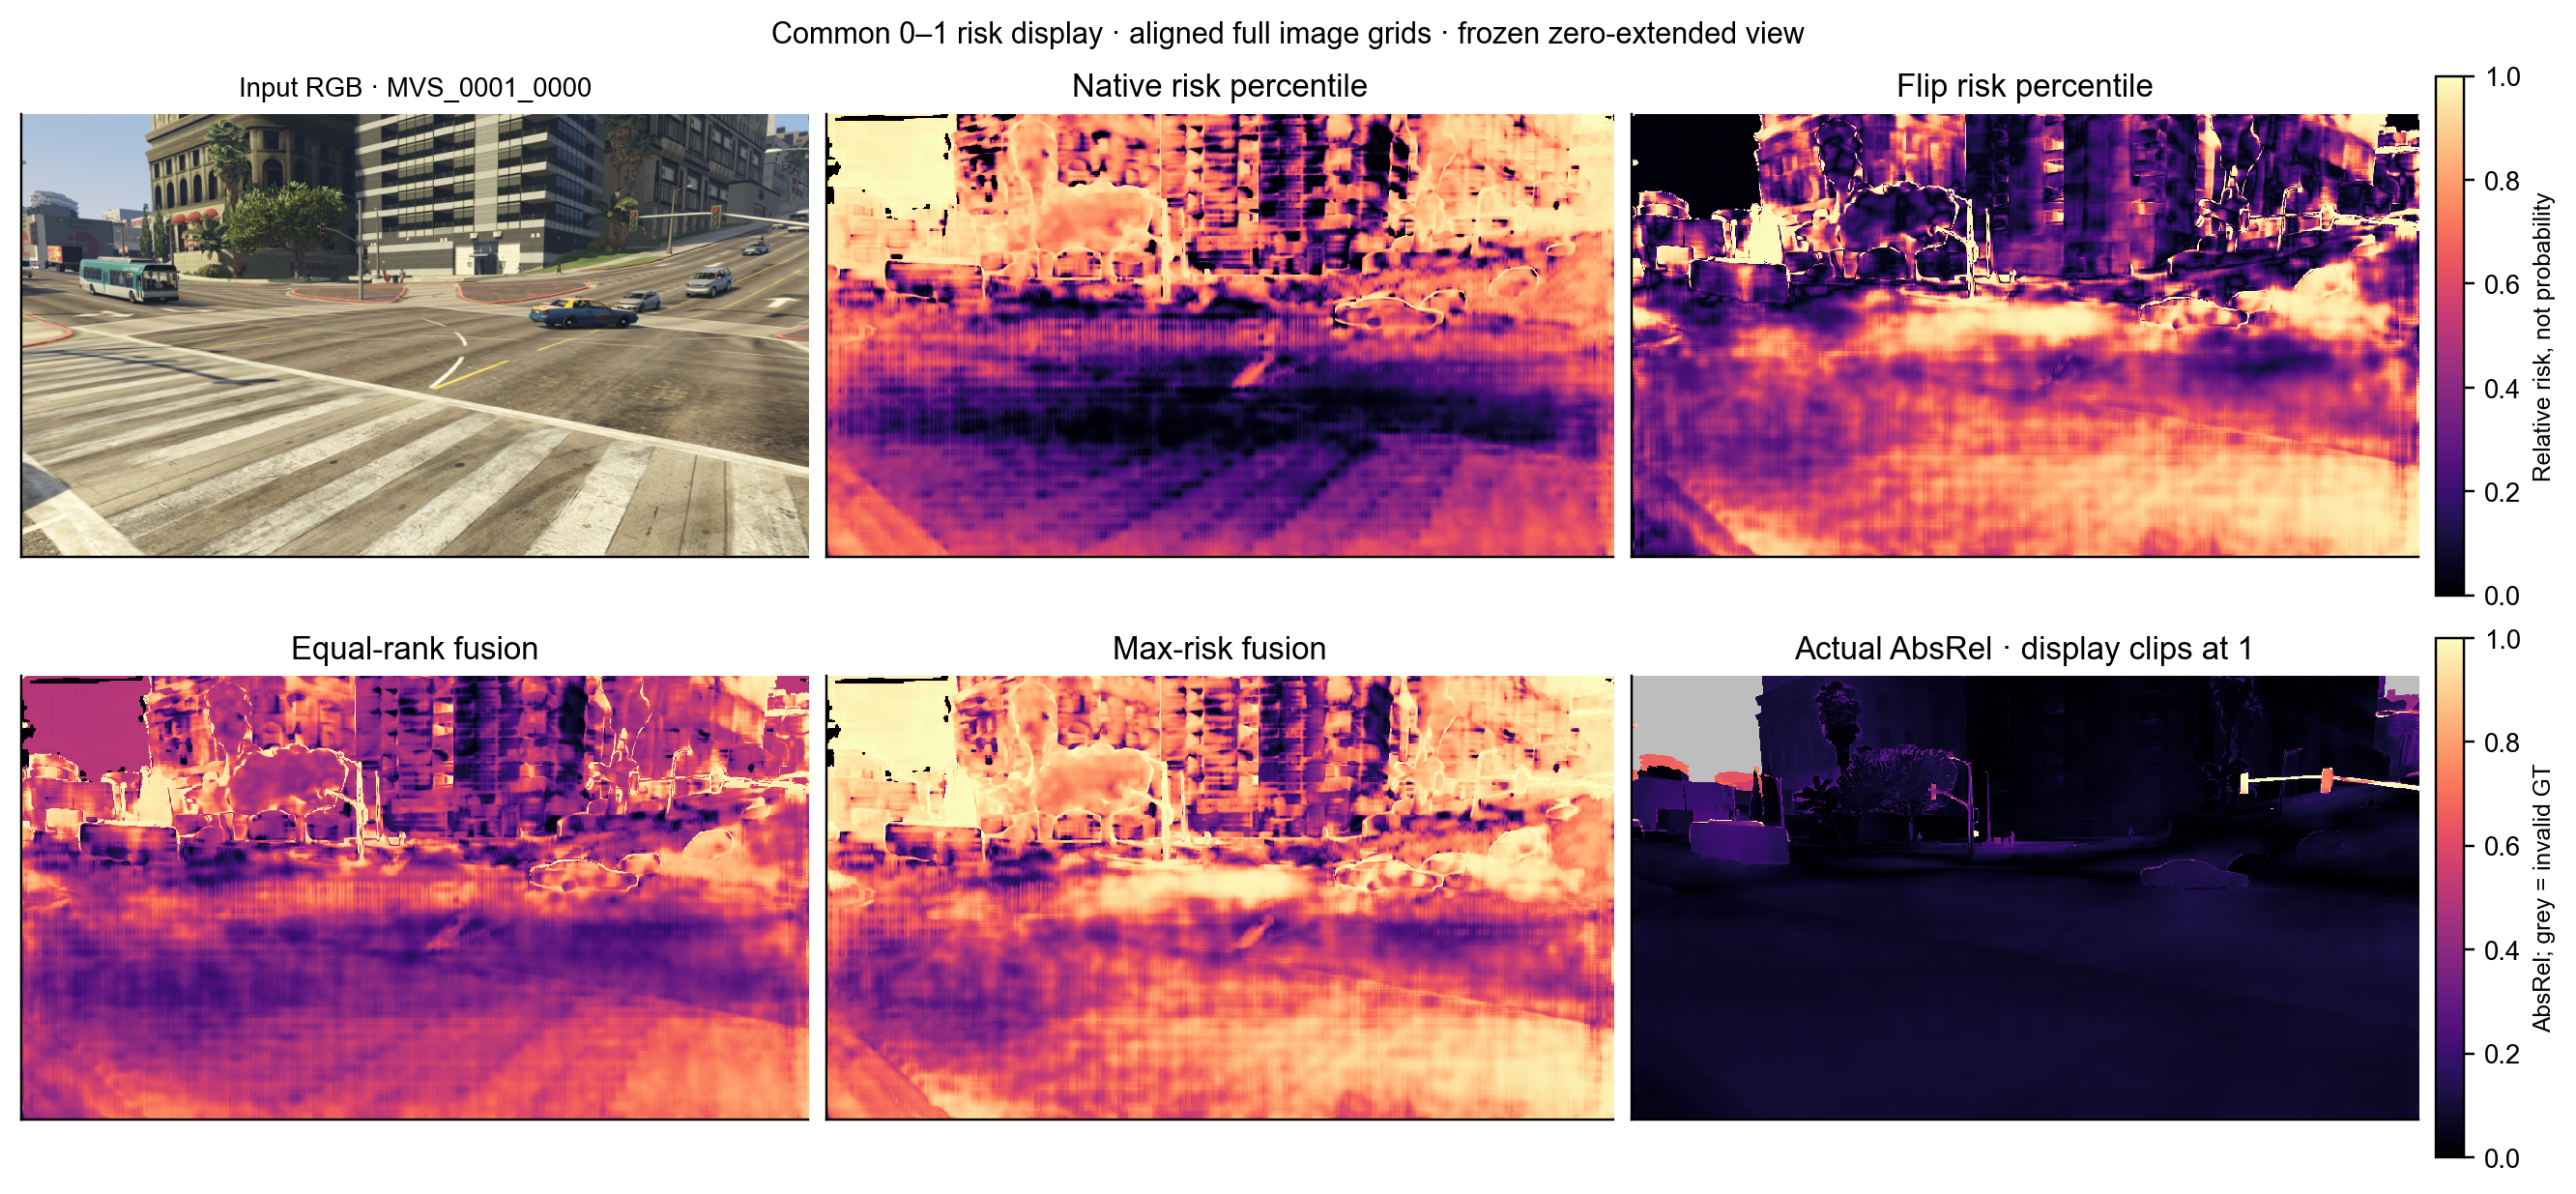 Common 0–1 risk display · aligned full image grids · frozen zero-extended view
Input RGB · MVS_0001_0000
Native risk percentile
Flip risk percentile
1.0
0.8
0.6
0.4
0.2
0.0
Relative risk, not probability
Equal-rank fusion
Max-risk fusion
Actual AbsRel · display clips at 1
1.0
0.8
0.6
0.4
0.2
0.0
AbsRel; grey = invalid GT